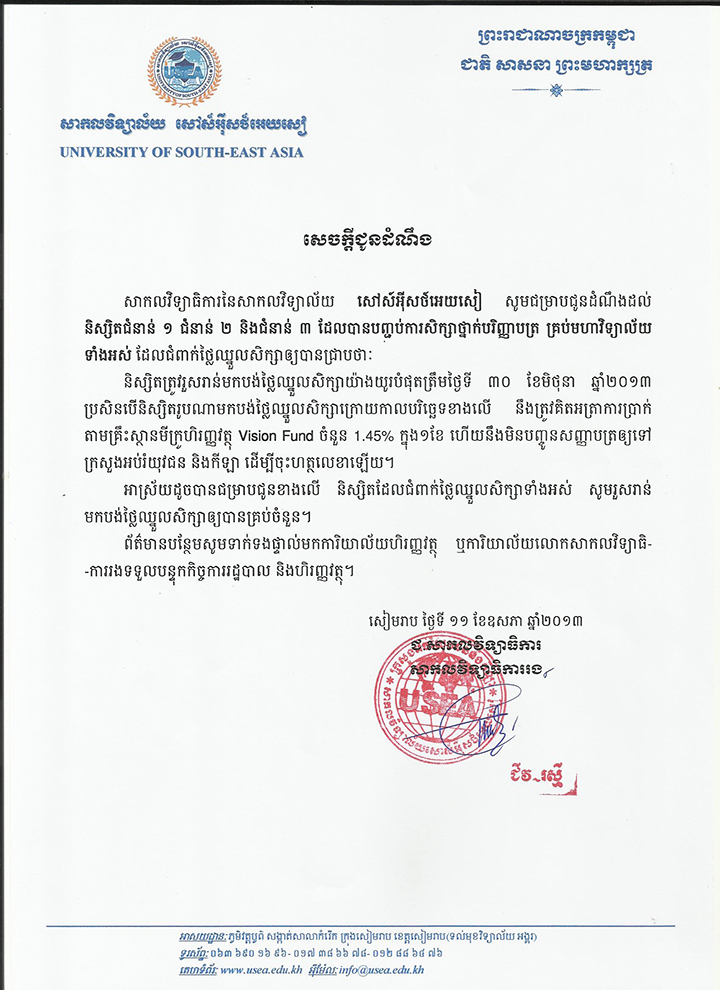 ព្រះរាជាណាចក្រកម្ពុជា
ជាតិ សាសនា ព្រះមហាក្សត្រ
USEA
សាកលវិទ្យាល័យ សៅស៍អ៊ីសថ៍អេយសៀ
UNIVERSITY OF SOUTH-EAST ASIA
សេចក្តីជូនដំណឹង
សាកលវិទ្យាធិការនៃសាកលវិទ្យាល័យ សៅស៍អ៊ីសថ៍អេយសៀ សូមជម្រាបជូនដំណឹងដល់
និស្សិតជំនាន់ ១ ជំនាន់ ២ និងជំនាន់ ៣ ដែលបានបញ្ចប់ការសិក្សាថ្នាក់បរិញ្ញាបត្រ គ្រប់មហាវិទ្យាល័យ
ទាំងអស់ ដែលជំពាក់ថ្លៃឈ្នួលសិក្សាឲ្យបានជ្រាបថាៈ
និស្សិតត្រូវរួសរាន់មកបង់ថ្លៃឈ្នួលសិក្សាយ៉ាងយូរបំផុតត្រឹមថ្ងៃទី ៣០ ខែមិថុនា ឆ្នាំ២០១៣
ប្រសិនបើនិស្សិតរូបណាមកបង់ថ្លៃឈ្នួលសិក្សាក្រោយកាលបរិច្ឆេទខាងលើ នឹងត្រូវគិតអត្រាការប្រាក់
តាមគ្រឹះស្ថានមីក្រូហិរញ្ញវត្ថុ Vision Fund ចំនួន 1.45% ក្នុង១ខែ ហើយនឹងមិនបញ្ជូនសញ្ញាបត្រឲ្យទៅ
ក្រសួងអប់រំយុវជន និងកីឡា ដើម្បីចុះហត្ថលេខាឡើយ។
អាស្រ័យដូចបានជម្រាបជូនខាងលើ និស្សិតដែលជំពាក់ថ្លៃឈ្នួលសិក្សាទាំងអស់ សូមរួសរាន់
មកបង់ថ្លៃឈ្នួលសិក្សាឲ្យបានគ្រប់ចំនួន។
ព័ត៌មានបន្ថែមសូមទាក់ទងផ្ទាល់មកការិយាល័យហិរញ្ញវត្ថុ ឬការិយាល័យលោកសាកលវិទ្យាធិ-
-ការរងទទួលបន្ទុកកិច្ចការរដ្ឋបាល និងហិរញ្ញវត្ថុ។
សៀមរាប ថ្ងៃទី ១១ ខែឧសភា ឆ្នាំ២០១៣
ជ.សាកលវិទ្យាធិការ
សាកលវិទ្យាធិការរង
USEA
ជីវ រស្មី
អាសយដ្ឋាន: ភូមិវត្តបូព៌ សង្កាត់សាលាកំរើក ក្រុងសៀមរាប ខេត្តសៀមរាប(ទល់មុខវិទ្យាល័យ អង្គរ)
ទូរស័ព្ទ: ០៦៣ ៦៩០ ១៦ ៩៦- ០១៧ ៣៨ ៦៦ ៧៨- ០១២ ៨៨ ៦៤ ៧៦
គេហទំព័រ: www.usea.edu.kh អ៊ីម៉ែល: info@usea.edu.kh